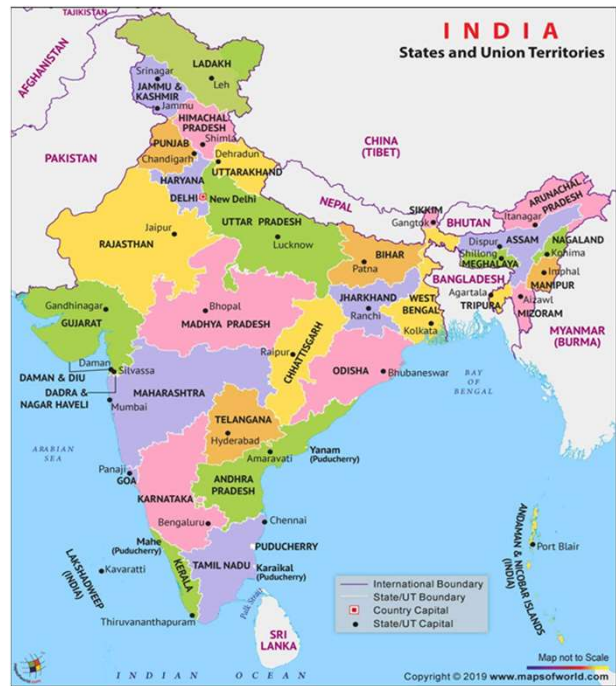 TAJIKISTAN
INDIA
States and Union Territories
AFGHANISTAN
LADAKH
Srinagar
Leh
JAMMU &
KASHMIR
Jammu
HIMACHAL
PRADESH
Shimla
PAKISTAN
PUNJAB
Chandigarh
Dehradun
UTTARAKHAND
CHINA
(TIBET)
HARYANA
DELHI
New Delhi
NEPAL
SIKKIM
Gangtok
BHUTAN
ARUNACHAL
PRADESH
Itanagar
Jaipur
RAJASTHAN
UTTAR PRADESH
Lucknow
BIHAR
Patna
Dispur
ASSAM
NAGALAND
Shillong
MEGHALAYA
Kohima
Imphal
MANIPUR
BANGLADESH
Agartala
TRIPURA
Aizawl
MIZORAM
MYANMAR
(BURMA)
Gandhinagar
GUJARAT
Bhopal
MADHYA PRADESH
JHARKHAND
Ranchi
WEST
BENGAL
Kolkata
Raipur
CHHATTISGARH
ODISHA
Bhubaneswar
Daman
DAMAN & DIU
Silvassa
DADRA &
NAGAR HAVELI
Mumbai
MAHARASHTRA
BAY
OF
BENGAL
TELANGANA
Hyderabad
Amaravati
Yanam
(Puducherry)
ARABIAN
SEA
Panaji
GOA
KARNATAKA
ANDHRA
PRADESH
Bengaluru
Chennai
Mahe
(Puducherry)
PUDUCHERRY
TAMIL NADU
Karaikal
(Puducherry)
KERALA
LAKSHADWEEP
(INDIA)
Kavaratti
Thiruvananthapuram
Palk Strait
SRI
LANKA
ANDAMAN & NICOBAR ISLANDS
(INDIA)
Port Blair
International Boundary
State/UT Boundary
Country Capital
State/UT Capital
INDIAN OCEAN
Map not to Scale
Copyright © 2019 www.mapsofworld.com